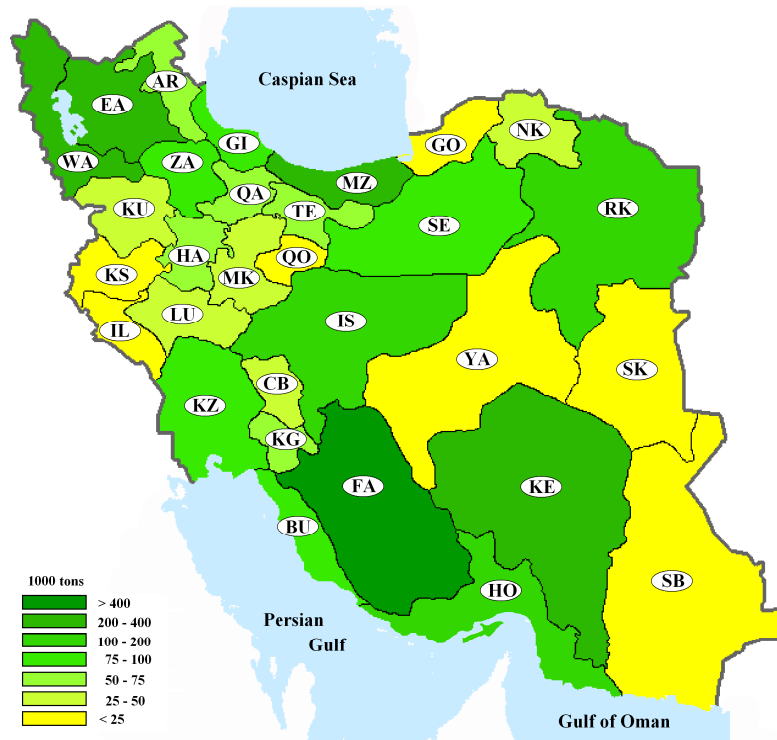 Caspian Sea
AR
EA
GI
NK
GO
WA
ZA
MZ
QA
KU
TE
RK
SE
HA
QO
KS
MK
LU
IS
IL
YA
SK
CB
KZ
KG
FA
KE
BU
SB
HO
1000 tons
> 400
200 - 400
100 - 200
75 - 100
50 - 75
25 - 50
< 25
Persian
Gulf
Gulf of Oman